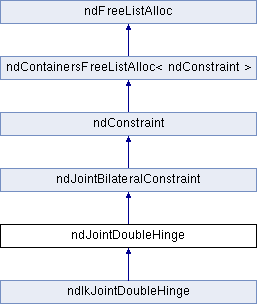 ndFreeListAlloc
ndContainersFreeListAlloc< ndConstraint >
ndConstraint
ndJointBilateralConstraint
ndJointDoubleHinge
ndIkJointDoubleHinge